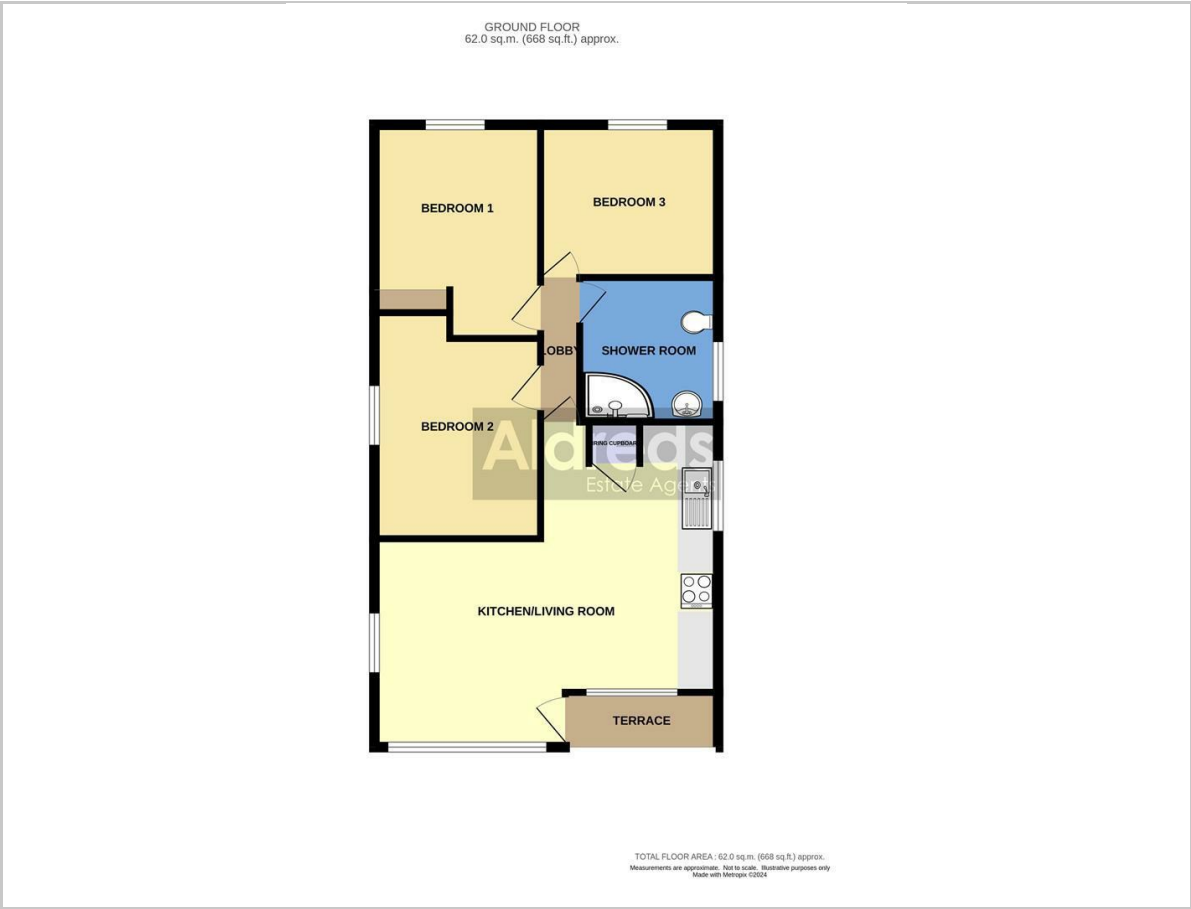 GROUND FLOOR
62.0 sq.m. (668 sq.ft.) approx.
BEDROOM 1
BEDROOM 3
LOBBY
SHOWER ROOM
BEDROOM 2
RING CUPBOAR
Aldreds
Estate Agents
KITCHEN/LIVING ROOM
TERRACE
TOTAL FLOOR AREA : 62.0 sq.m. (668 sq.ft.) approx.
Measurements are approximate. Not to scale. Illustrative purposes only
Made with Metropix ©2024